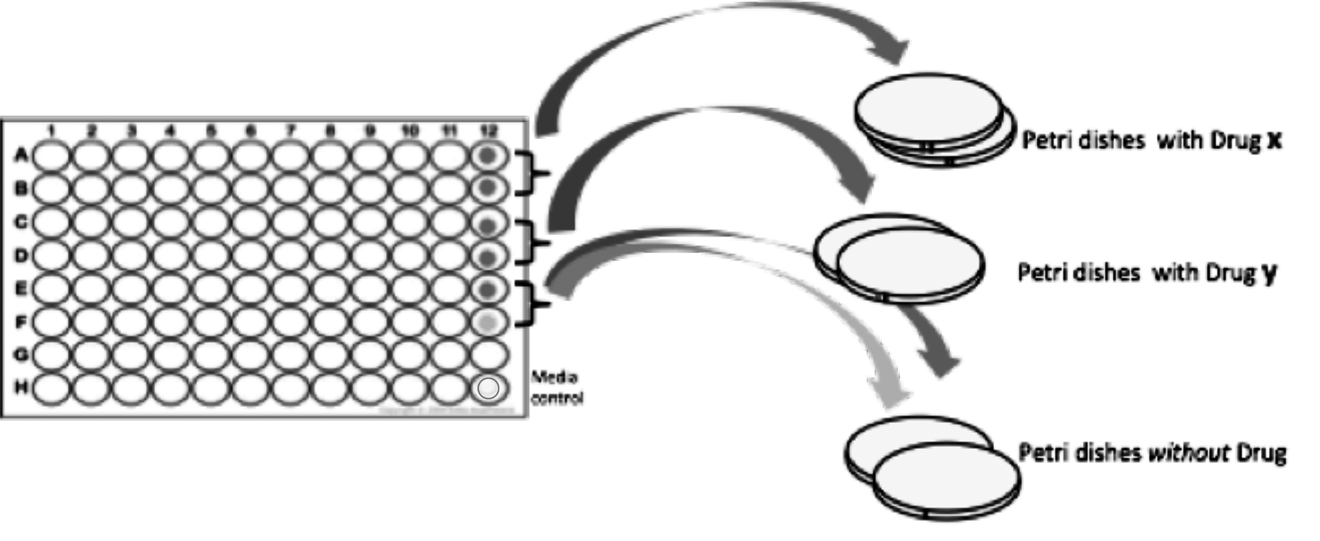 1 2 3 4 5 6 7 8 9 10 11 12
A
B
C
D
E
F
G
H
Media
control
Petri dishes with Drug x
Petri dishes with Drug y
Petri dishes without Drug